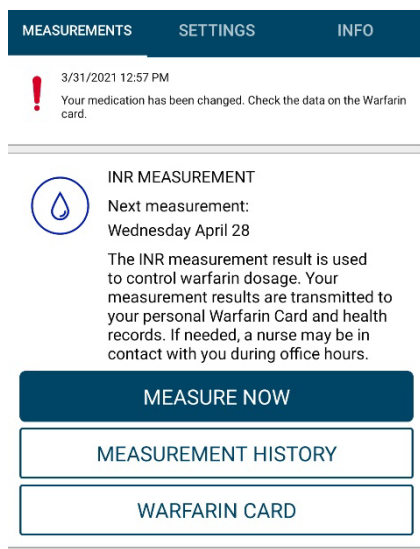 MEASUREMENTS SETTINGS INFO
3/31/2021 12:57 PM
Your medication has been changed. Check the data on the Warfarin
card.
INR MEASUREMENT
Next measurement:
Wednesday April 28
The INR measurement result is used
to control warfarin dosage. Your
measurement results are transmitted to
your personal Warfarin Card and health
records. If needed, a nurse may be in
contact with you during office hours.
MEASURE NOW
MEASUREMENT HISTORY
WARFARIN CARD